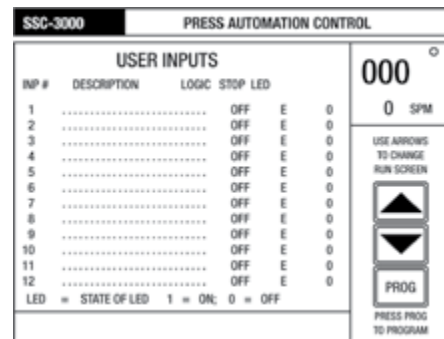 SSC-3000 PRESS AUTOMATION CONTROL
USER INPUTS
INP # DESCRIPTION LOGIC STOP LED
1 .......................... OFF E 0
2 .......................... OFF E 0
3 .......................... OFF E 0
4 .......................... OFF E 0
5 .......................... OFF E 0
6 .......................... OFF E 0
7 .......................... OFF E 0
8 .......................... OFF E 0
9 .......................... OFF E 0
10 .......................... OFF E 0
11 .......................... OFF E 0
12 .......................... OFF E 0
LED = STATE OF LED 1 = ON; 0 = OFF
000°
0 SPM
USE ARROWS
TO CHANGE
RUN SCREEN
PROG
PRESS PROG
TO PROGRAM